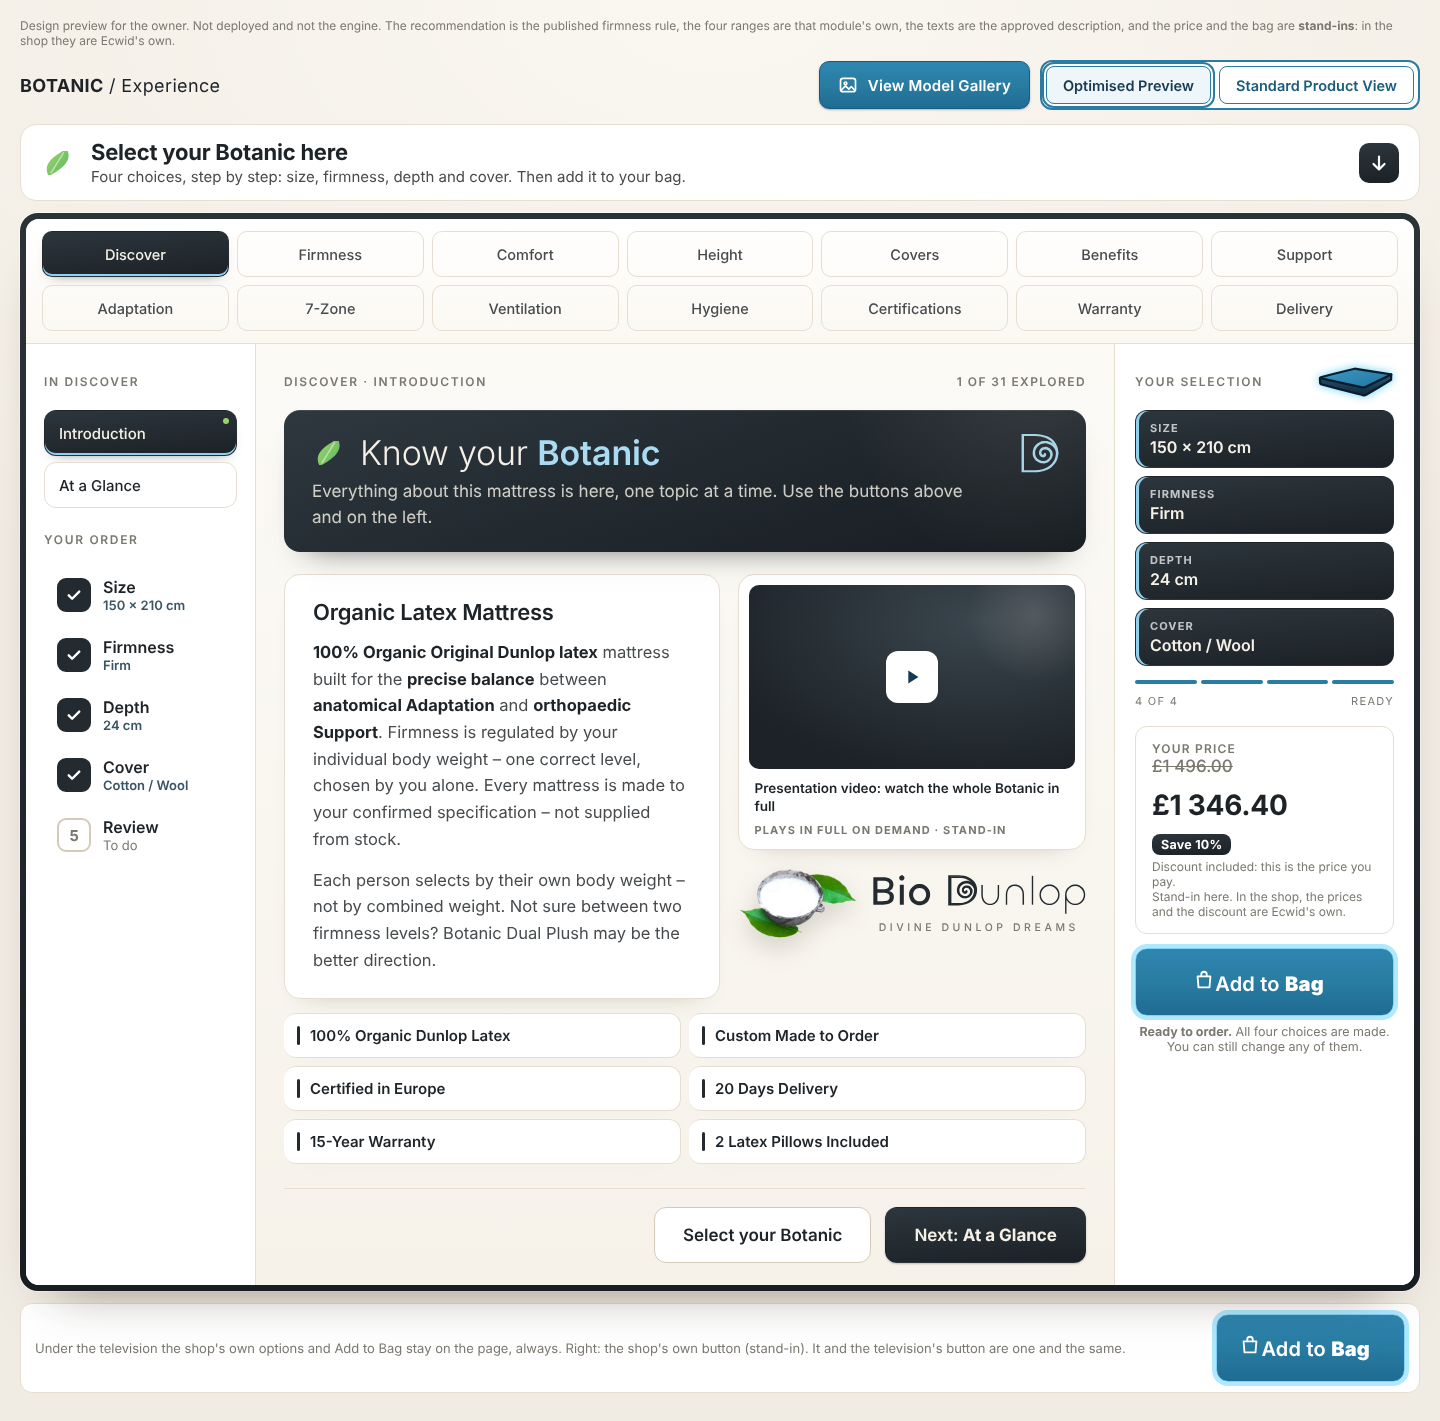 Design preview for the owner. Not deployed and not the engine. The recommendation is the published firmness rule, the four ranges are that module's own, the texts are the approved description, and the price and the bag are stand-ins: in the
shop they are Ecwid's own.
BOTANIC / Experience
View Model Gallery
Optimised Preview
Standard Product View
Select your Botanic here
Four choices, step by step: size, firmness, depth and cover. Then add it to your bag.
Discover
Firmness
Comfort
Height
Covers
Benefits
Support
Adaptation
7-Zone
Ventilation
Hygiene
Certifications
Warranty
Delivery
IN DISCOVER
Introduction
At a Glance
YOUR ORDER
Size
150 × 210 cm
Firmness
Firm
Depth
24 cm
Cover
Cotton / Wool
5
Review
To do
DISCOVER · INTRODUCTION
1 OF 31 EXPLORED
Know your Botanic
Everything about this mattress is here, one topic at a time. Use the buttons above
and on the left.
Organic Latex Mattress
100% Organic Original Dunlop latex mattress
built for the precise balance between
anatomical Adaptation and orthopaedic
Support. Firmness is regulated by your
individual body weight – one correct level,
chosen by you alone. Every mattress is made to
your confirmed specification – not supplied
from stock.
Each person selects by their own body weight –
not by combined weight. Not sure between two
firmness levels? Botanic Dual Plush may be the
better direction.
Presentation video: watch the whole Botanic in
full
PLAYS IN FULL ON DEMAND · STAND-IN
Bio Dunlop
DIVINE DUNLOP DREAMS
100% Organic Dunlop Latex
Custom Made to Order
Certified in Europe
20 Days Delivery
15-Year Warranty
2 Latex Pillows Included
Select your Botanic
Next: At a Glance
YOUR SELECTION
SIZE
150 × 210 cm
FIRMNESS
Firm
DEPTH
24 cm
COVER
Cotton / Wool
4 OF 4
READY
YOUR PRICE
£1 496.00
£1 346.40
Save 10%
Discount included: this is the price you
pay.
Stand-in here. In the shop, the prices
and the discount are Ecwid's own.
Add to Bag
Ready to order. All four choices are made.
You can still change any of them.
Under the television the shop's own options and Add to Bag stay on the page, always. Right: the shop's own button (stand-in). It and the television's button are one and the same.
Add to Bag